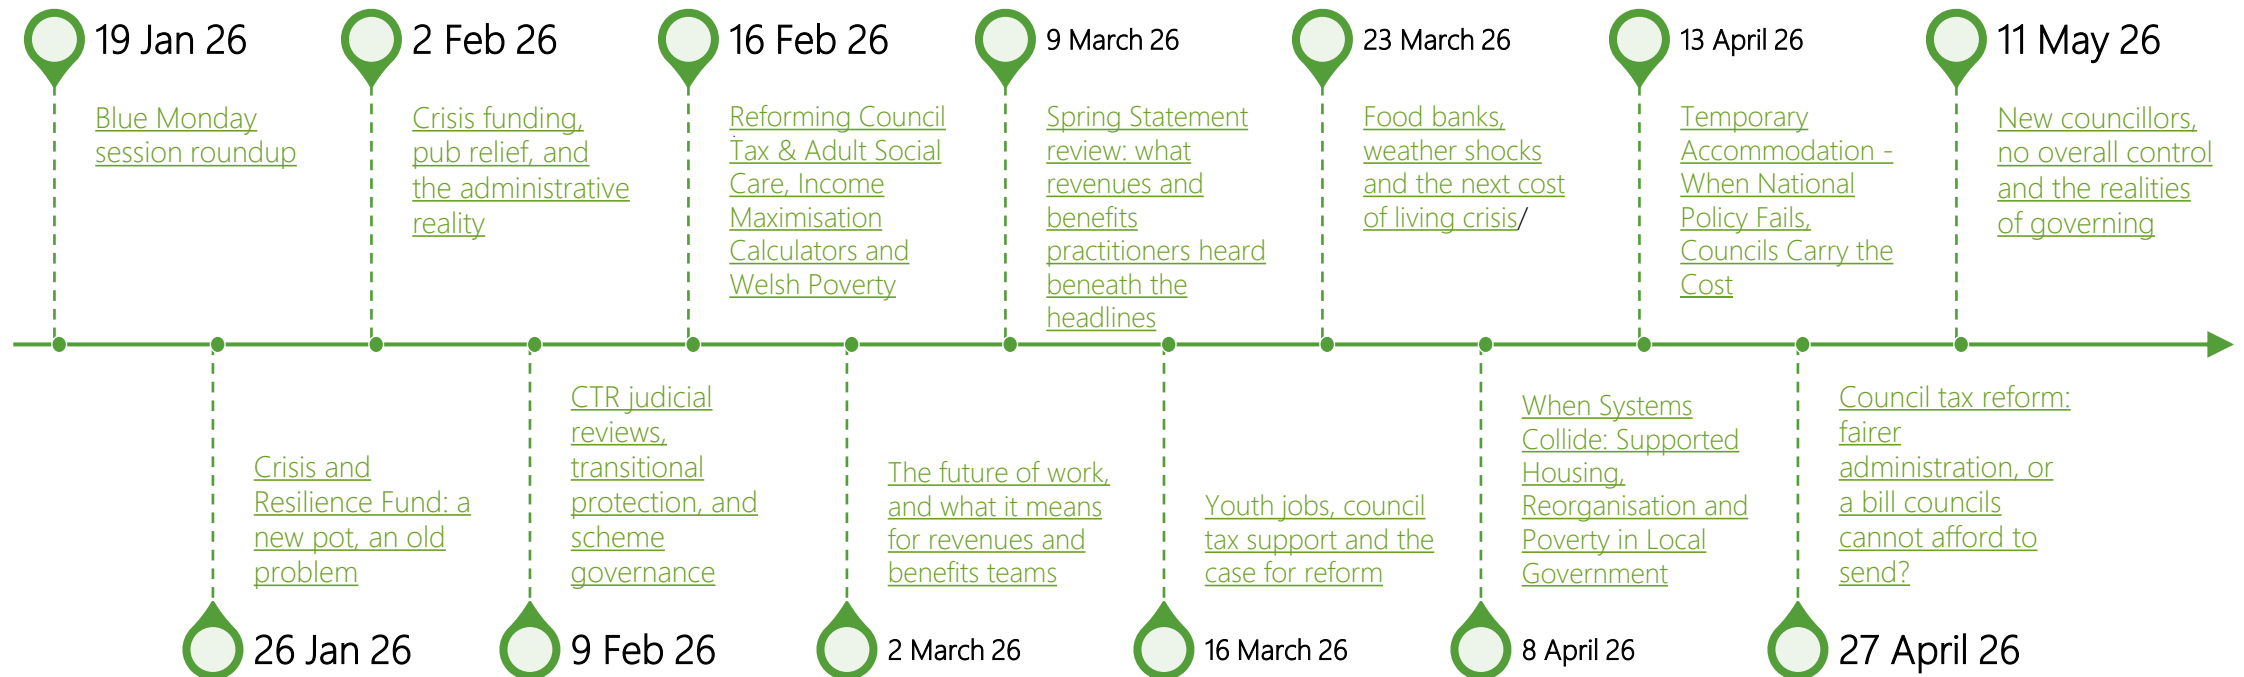 19 Jan 26
Blue Monday
session roundup
2 Feb 26
Crisis funding,
pub relief, and
the administrative
reality
16 Feb 26
Reforming Council
Tax & Adult Social
Care, Income
Maximisation
Calculators and
Welsh Poverty
9 March 26
Spring Statement
review: what
revenues and
benefits
practitioners heard
beneath the
headlines
23 March 26
Food banks,
weather shocks
and the next cost
of living crisis/
13 April 26
Temporary
Accommodation -
When National
Policy Fails,
Councils Carry the
Cost
11 May 26
New councillors,
no overall control
and the realities
of governing
Crisis and
Resilience Fund: a
new pot, an old
problem
26 Jan 26
CTR judicial
reviews,
transitional
protection, and
scheme
governance
9 Feb 26
The future of work,
and what it means
for revenues and
benefits teams
2 March 26
Youth jobs, council
tax support and the
case for reform
16 March 26
When Systems
Collide: Supported
Housing,
Reorganisation and
Poverty in Local
Government
8 April 26
Council tax reform:
fairer
administration, or
a bill councils
cannot afford to
send?
27 April 26